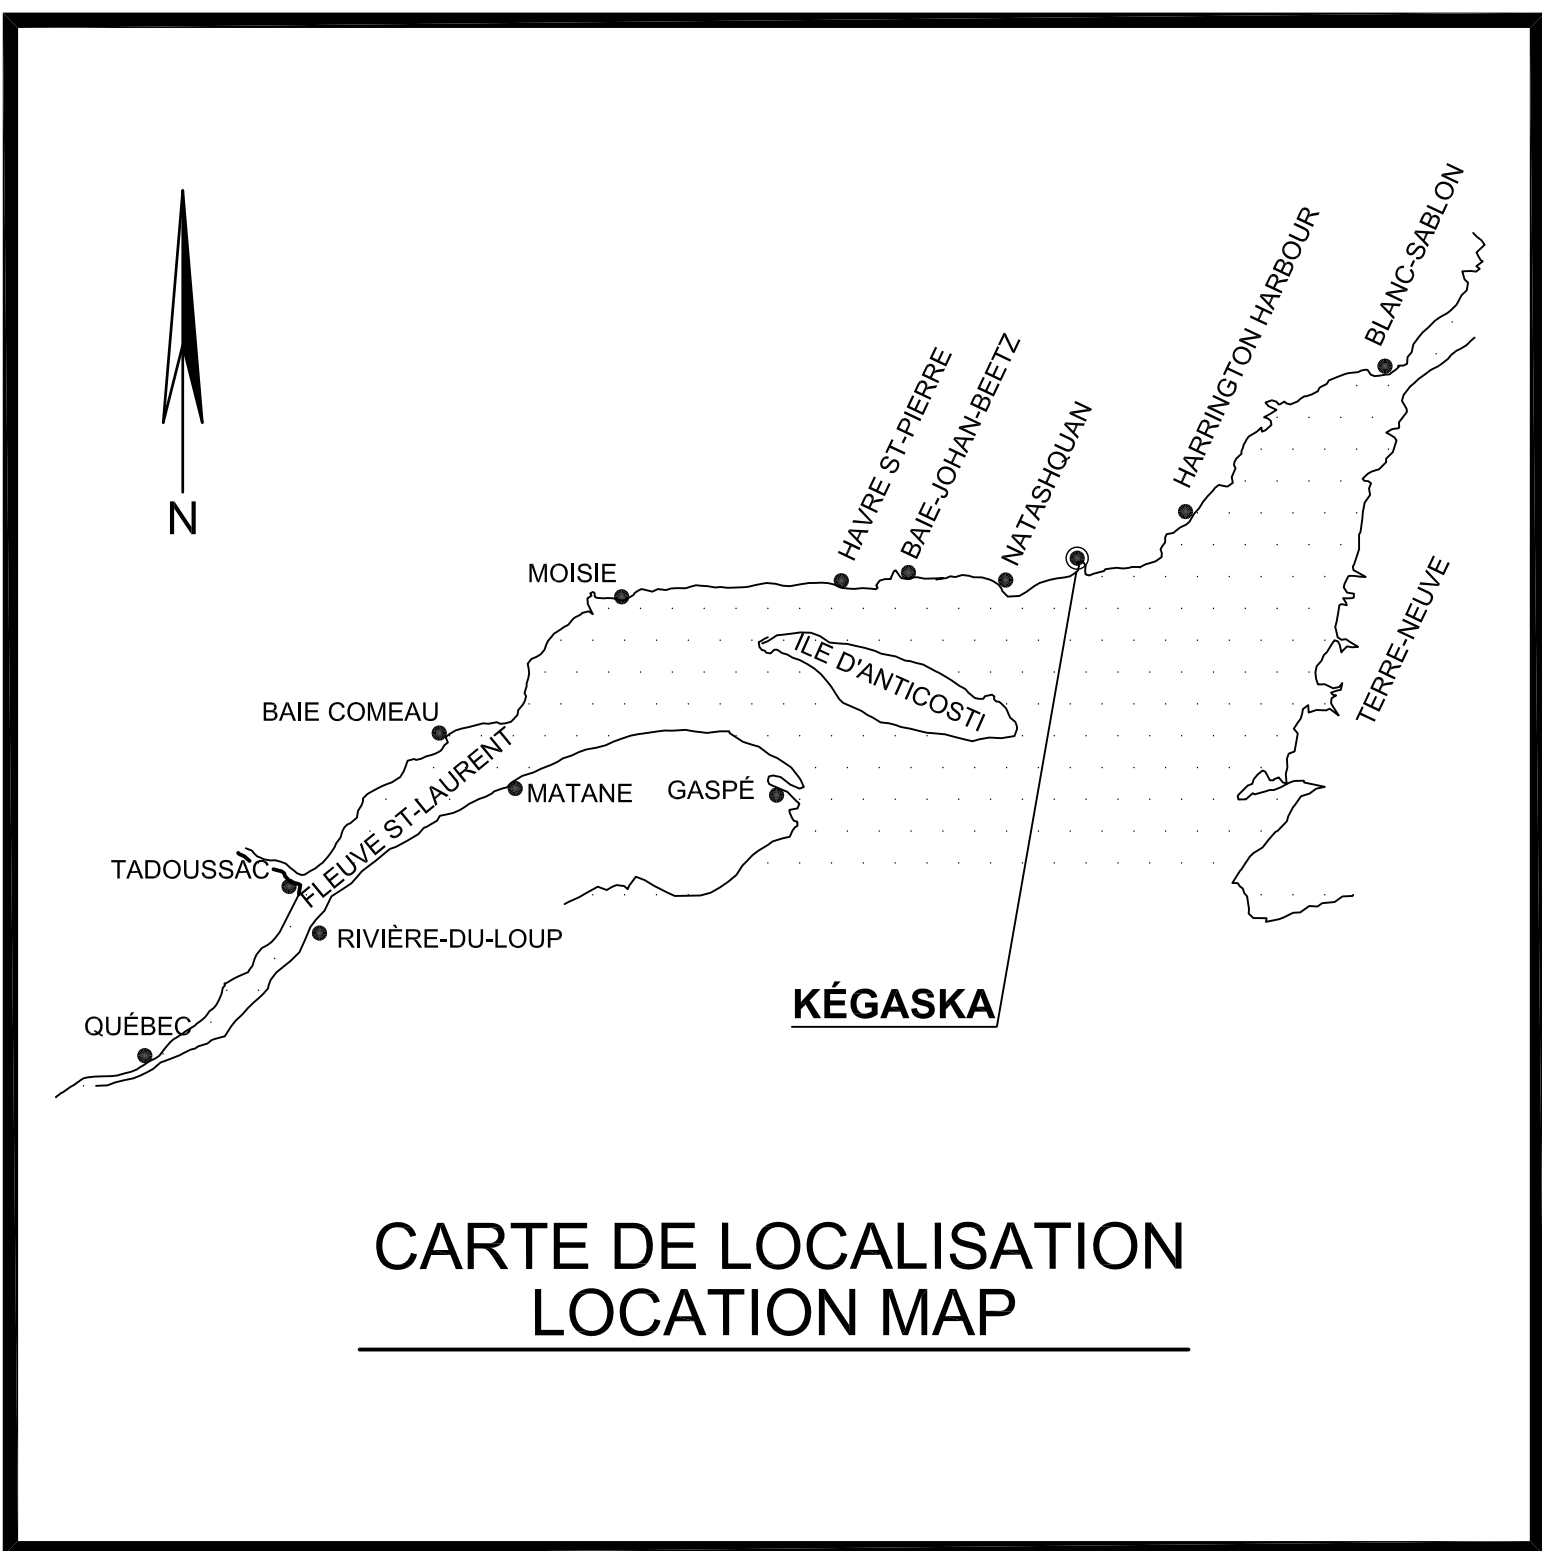 BLANC-SABLON
HARRINGTON HARBOUR
BAIE-JOHAN-BEETZ
HAVRE ST-PIERRE
NATASHQUAN
N
MOISIE
TERRE-NEUVE
ILE D'ANTICOSTI
BAIE COMEAU
FLEUVE ST-LAURENT
MATANE
GASPÉ
TADOUSSAC
RIVIÈRE-DU-LOUP
KÉGASKA
QUÉBEC
CARTE DE LOCALISATION
LOCATION MAP